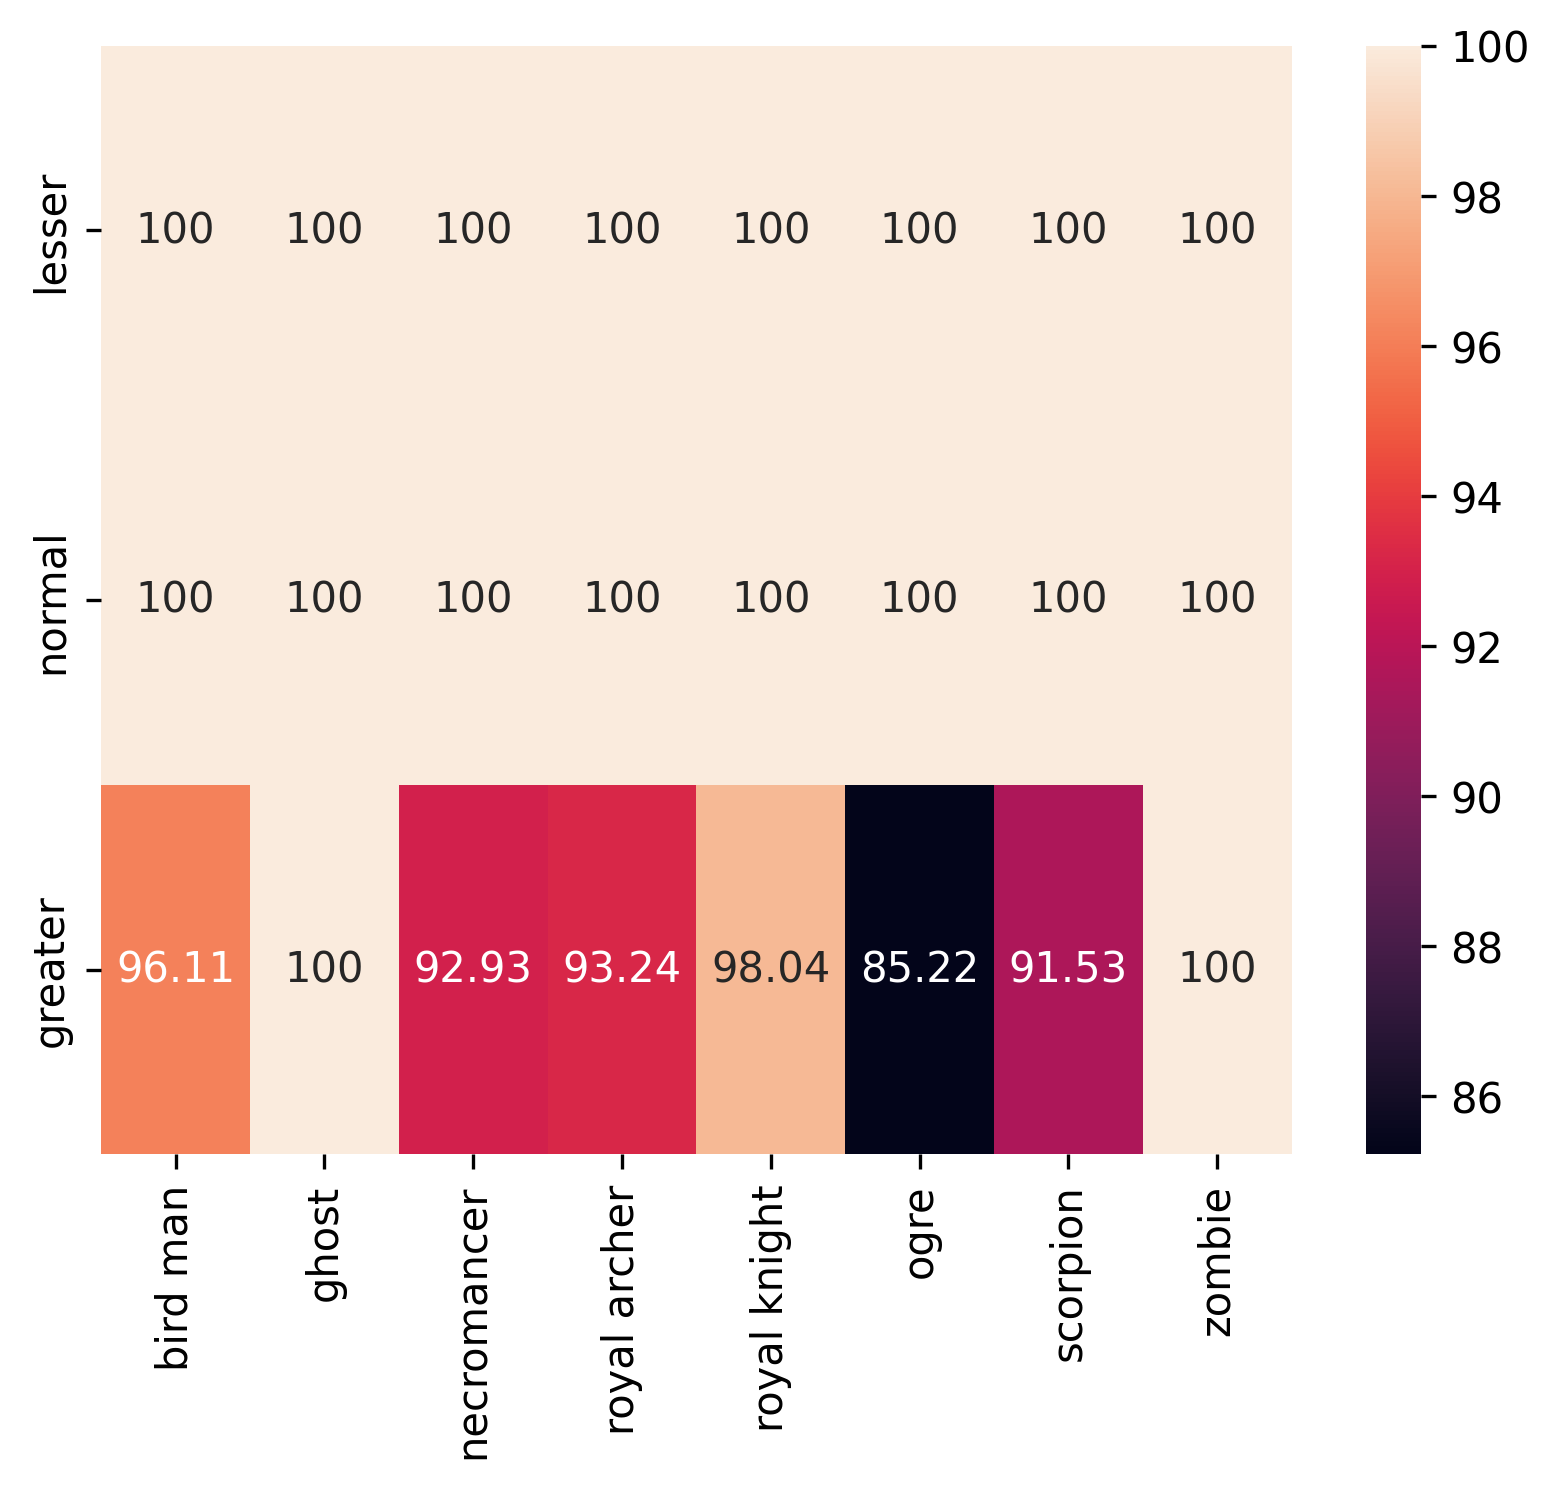 lesser 100 100 100 100 100 100 100 100
normal 100 100 100 100 100 100 100 100
greater 96.11 100 92.93 93.24 98.04 85.22 91.53 100
bird man
ghost
necromancer
royal archer
royal knight
ogre
scorpion
zombie
100
98
96
94
92
90
88
86